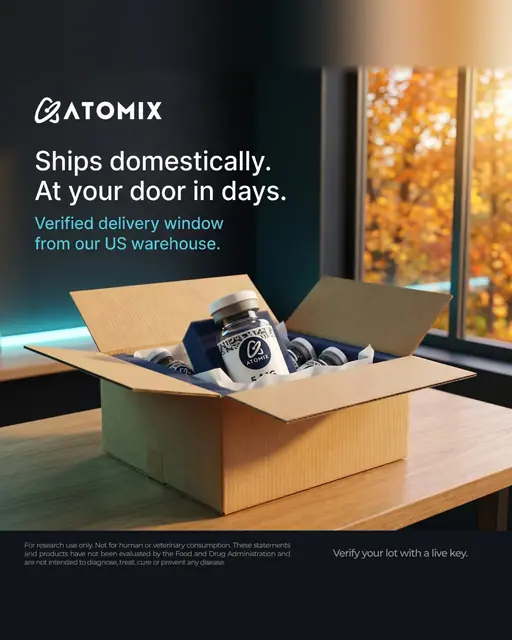 ATOMIX
Ships domestically.
At your door in days.
Verified delivery window
from our US warehouse.
ATOMIX
For research use only. Not for human or veterinary consumption. These statements
and products have not been evaluated by the Food and Drug Administration and
are not intended to diagnose, treat, cure or prevent any disease.
Verify your lot with a live key.